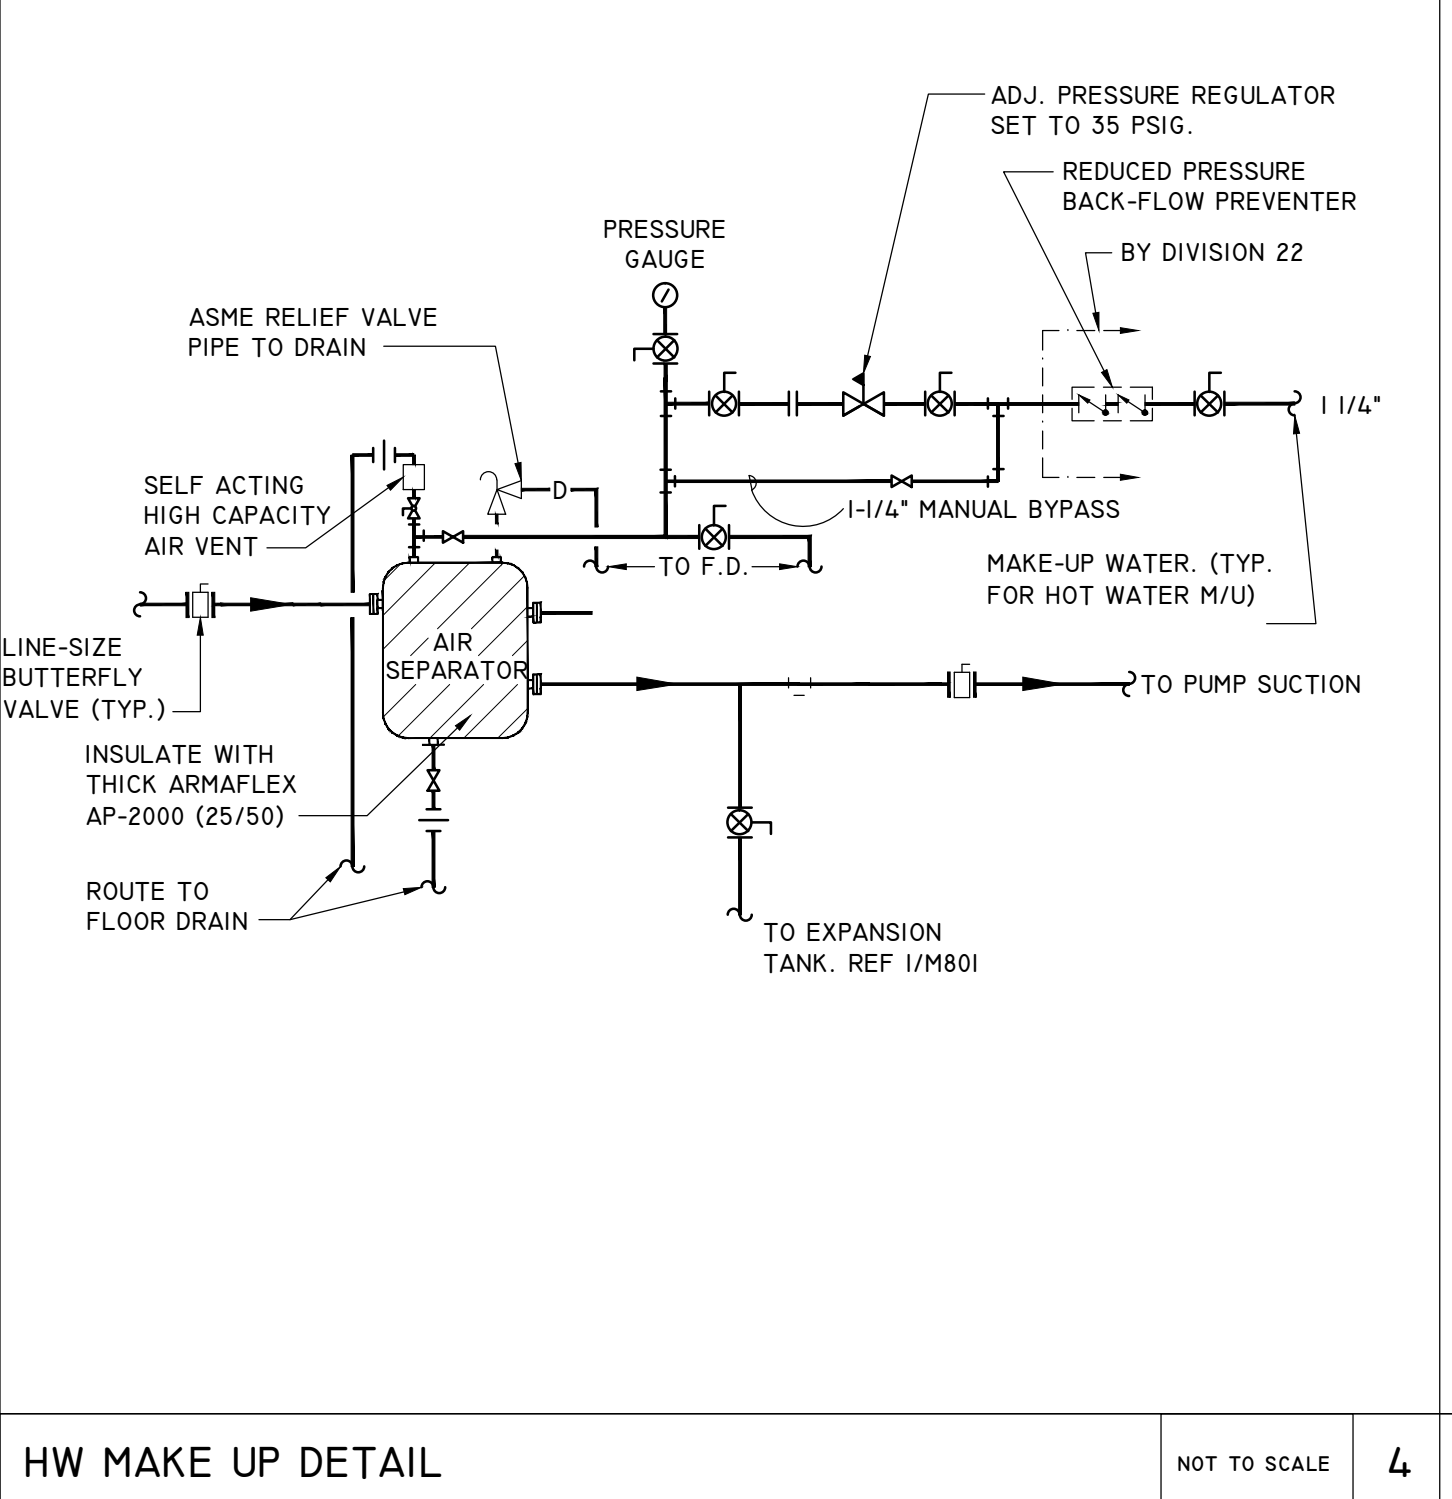 ADJ. PRESSURE REGULATOR
SET TO 35 PSIG.
REDUCED PRESSURE
BACK-FLOW PREVENTER
BY DIVISION 22
PRESSURE
GAUGE
ASME RELIEF VALVE
PIPE TO DRAIN
1 1/4"
SELF ACTING
HIGH CAPACITY
AIR VENT
D
1-1/4" MANUAL BYPASS
TO F.D.
MAKE-UP WATER. (TYP.
FOR HOT WATER M/U)
LINE-SIZE
BUTTERFLY
VALVE (TYP.)
AIR
SEPARATOR
TO PUMP SUCTION
INSULATE WITH
THICK ARMAFLEX
AP-2000 (25/50)
ROUTE TO
FLOOR DRAIN
TO EXPANSION
TANK. REF 1/M801
HW MAKE UP DETAIL
NOT TO SCALE
4